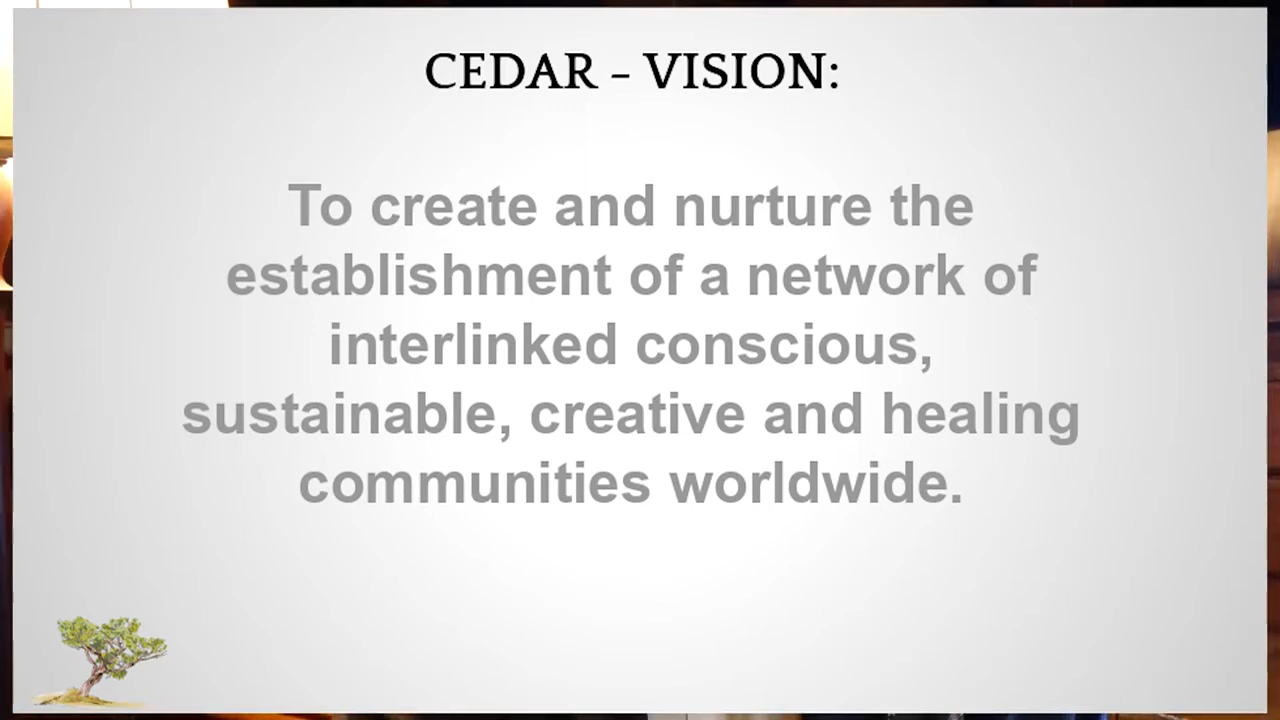 CEDAR – VISION:
To create and nurture the
establishment of a network of
interlinked conscious,
sustainable, creative and healing
communities worldwide.